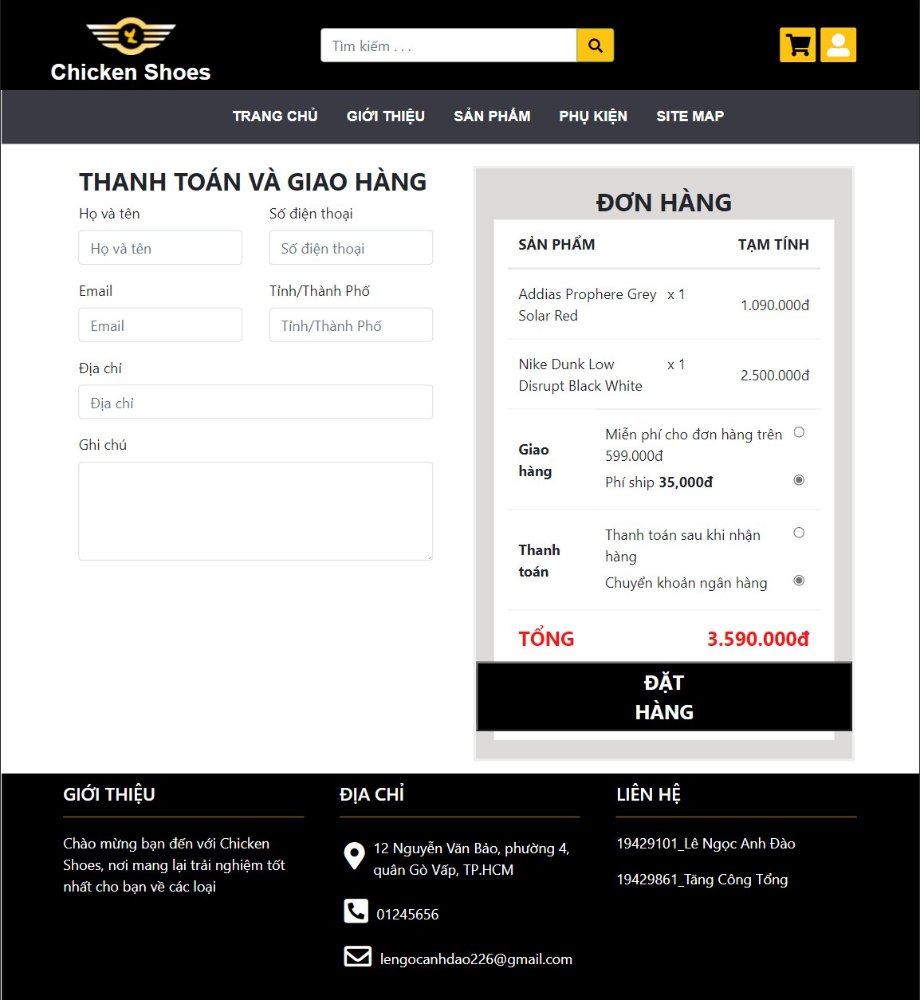 Chicken Shoes
Tìm kiếm . . .
TRANG CHỦ GIỚI THIỆU SẢN PHẨM PHỤ KIỆN SITE MAP
THANH TOÁN VÀ GIAO HÀNG
Họ và tên Số điện thoại
Họ và tên Số điện thoại
Email Tỉnh/Thành Phố
Email Tỉnh/Thành Phố
Địa chỉ
Địa chỉ
Ghi chú
ĐƠN HÀNG
SẢN PHẨM TẠM TÍNH
Addias Prophere Grey x 1
Solar Red 1.090.000đ
Nike Dunk Low x 1
Disrupt Black White 2.500.000đ
Giao
hàng
Miễn phí cho đơn hàng trên
599.000đ
Phí ship 35,000đ
Thanh
toán
Thanh toán sau khi nhận
hàng
Chuyển khoản ngân hàng
TỔNG 3.590.000đ
ĐẶT
HÀNG
GIỚI THIỆU
Chào mừng bạn đến với Chicken
Shoes, nơi mang lại trải nghiệm tốt
nhất cho bạn về các loại
ĐỊA CHỈ
12 Nguyễn Văn Bảo, phường 4,
quân Gò Vấp, TP.HCM
01245656
lengocanhdao226@gmail.com
LIÊN HỆ
19429101_Lê Ngọc Anh Đào
19429861_Tăng Công Tổng